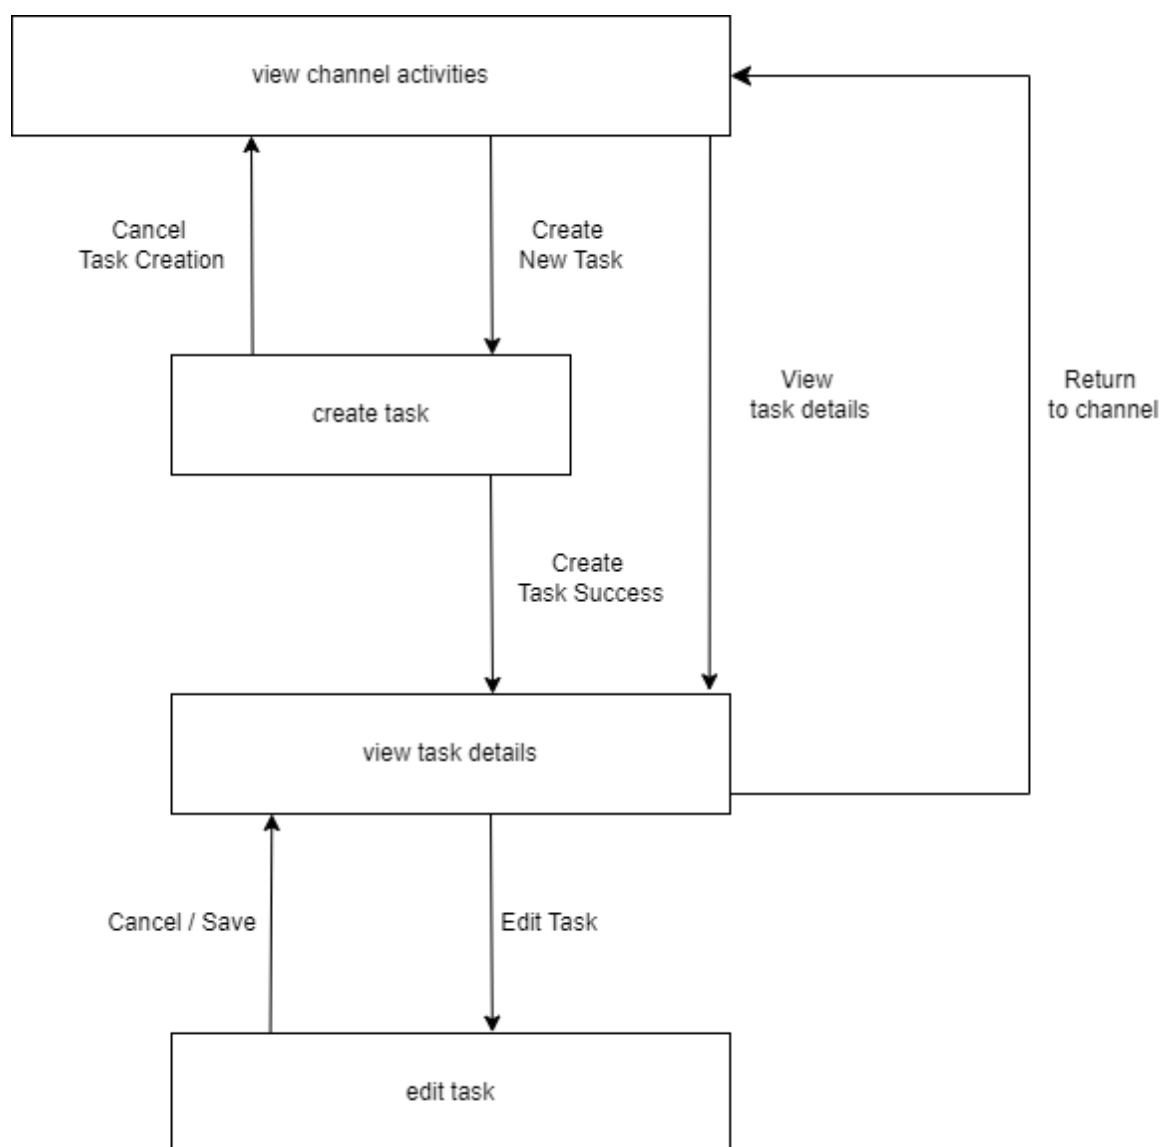 view channel activities
Cancel
Task Creation
Create
New Task
View
task details
Return
to channel
create task
Create
Task Success
view task details
Cancel / Save
Edit Task
edit task